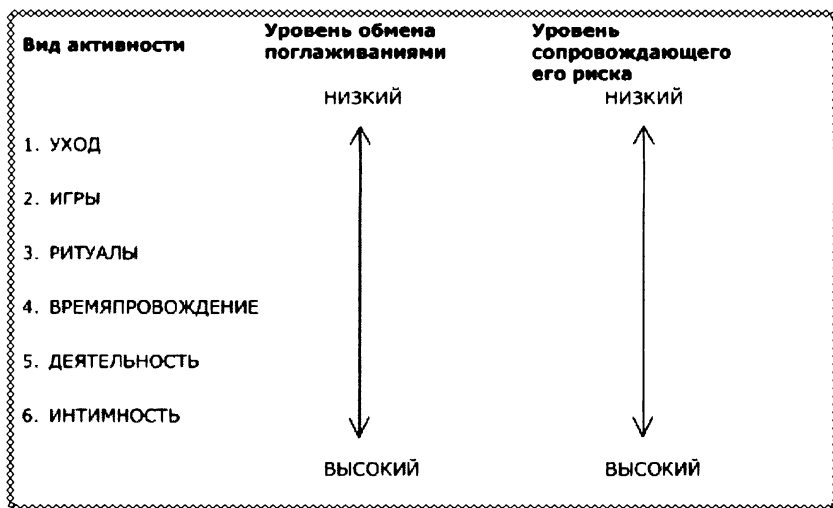 Вид активности
Уровень обмена
поглаживаниями
Уровень
сопровождающего
его риска
НИЗКИЙ
НИЗКИЙ
1. УХОД
2. ИГРЫ
3. РИТУАЛЫ
4. ВРЕМЯПРОВОЖДЕНИЕ
5. ДЕЯТЕЛЬНОСТЬ
6. ИНТИМНОСТЬ
ВЫСОКИЙ
ВЫСОКИЙ